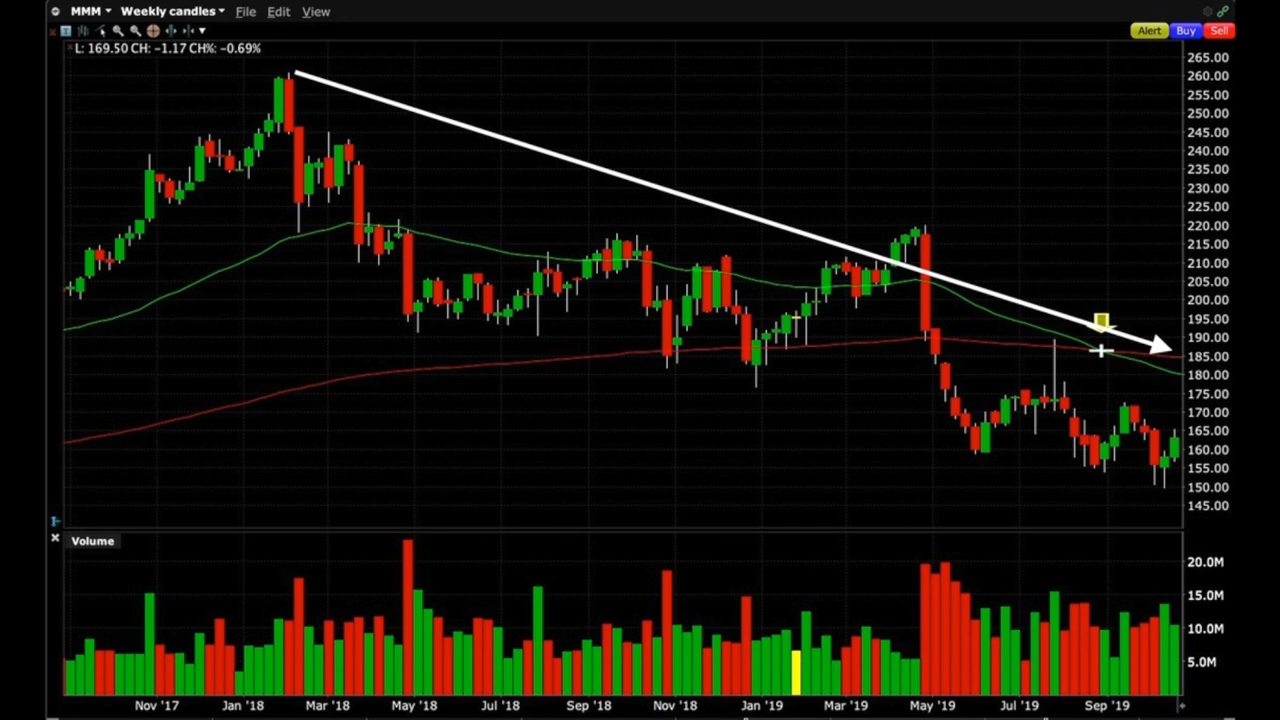 MMM Weekly candles File Edit View
Alert Buy Sell
L: 169.50 CH: −1.17 CH%: −0.69%
265.00
260.00
255.00
250.00
245.00
240.00
235.00
230.00
225.00
220.00
215.00
210.00
205.00
200.00
195.00
190.00
185.00
180.00
175.00
170.00
165.00
160.00
155.00
150.00
145.00
Volume
20.0M
15.0M
10.0M
5.0M
Nov '17 Jan '18 Mar '18 May '18 Jul '18 Sep '18 Nov '18 Jan '19 Mar '19 May '19 Jul '19 Sep '19